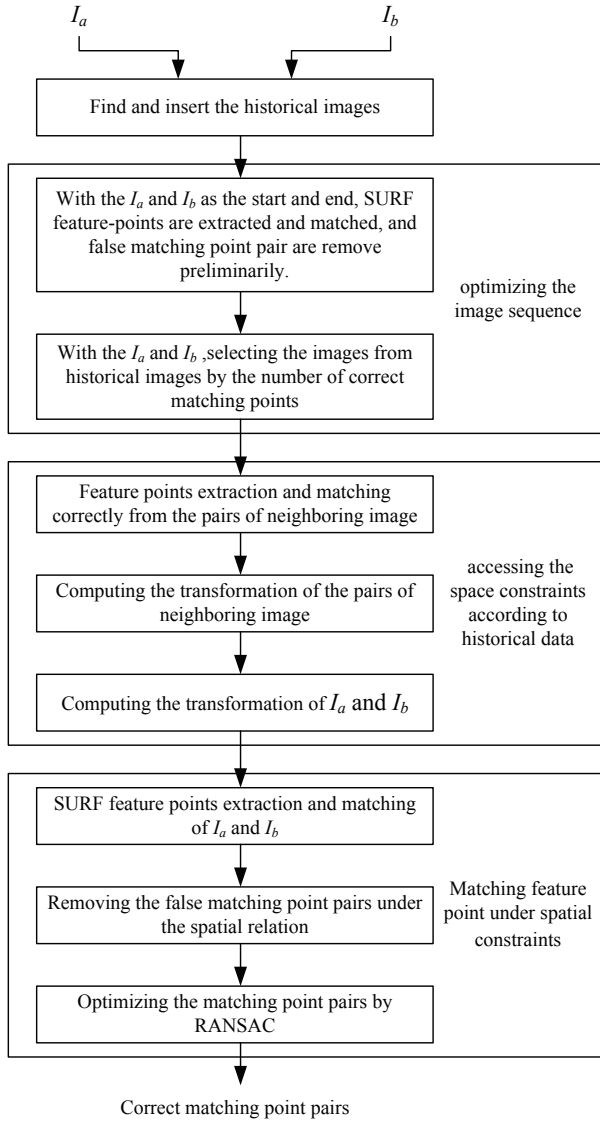 I_a I_b
Find and insert the historical images
With the I_a and I_b as the start and end, SURF
feature-points are extracted and matched, and
false matching point pair are remove
preliminarily.
With the I_a and I_b ,selecting the images from
historical images by the number of correct
matching points
optimizing the
image sequence
Feature points extraction and matching
correctly from the pairs of neighboring image
Computing the transformation of the pairs of
neighboring image
Computing the transformation of I_a and I_b
accessing the
space constraints
according to
historical data
SURF feature points extraction and matching
of I_a and I_b
Removing the false matching point pairs under
the spatial relation
Optimizing the matching point pairs by
RANSAC
Matching feature
point under spatial
constraints
Correct matching point pairs